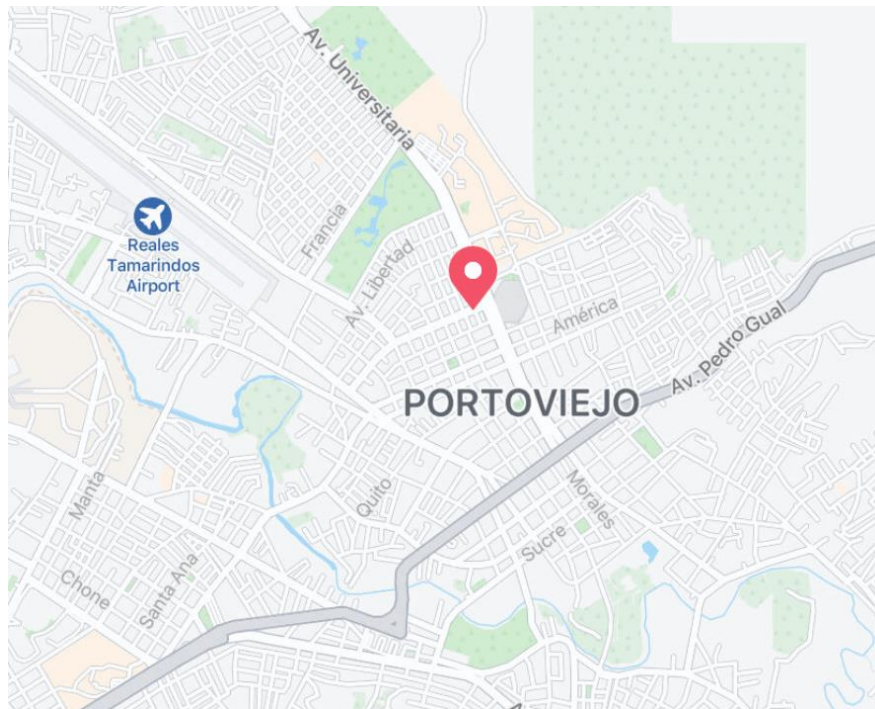 Av. Universitaria
Reales
Tamarindos
Airport
Francia
Av. Libertad
América
Av. Pedro Gual
PORTOVIEJO
Manta
Quito
Morales
Sucre
Santa Ana
Chone